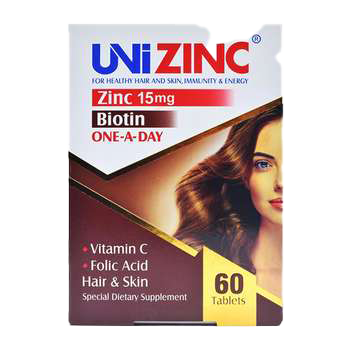 UNiZINC®
FOR HEALTHY HAIR AND SKIN, IMMUNITY & ENERGY
Zinc 15mg
Biotin
ONE-A-DAY
• Vitamin C
• Folic Acid
Hair & Skin
Special Dietary Supplement
60
Tablets